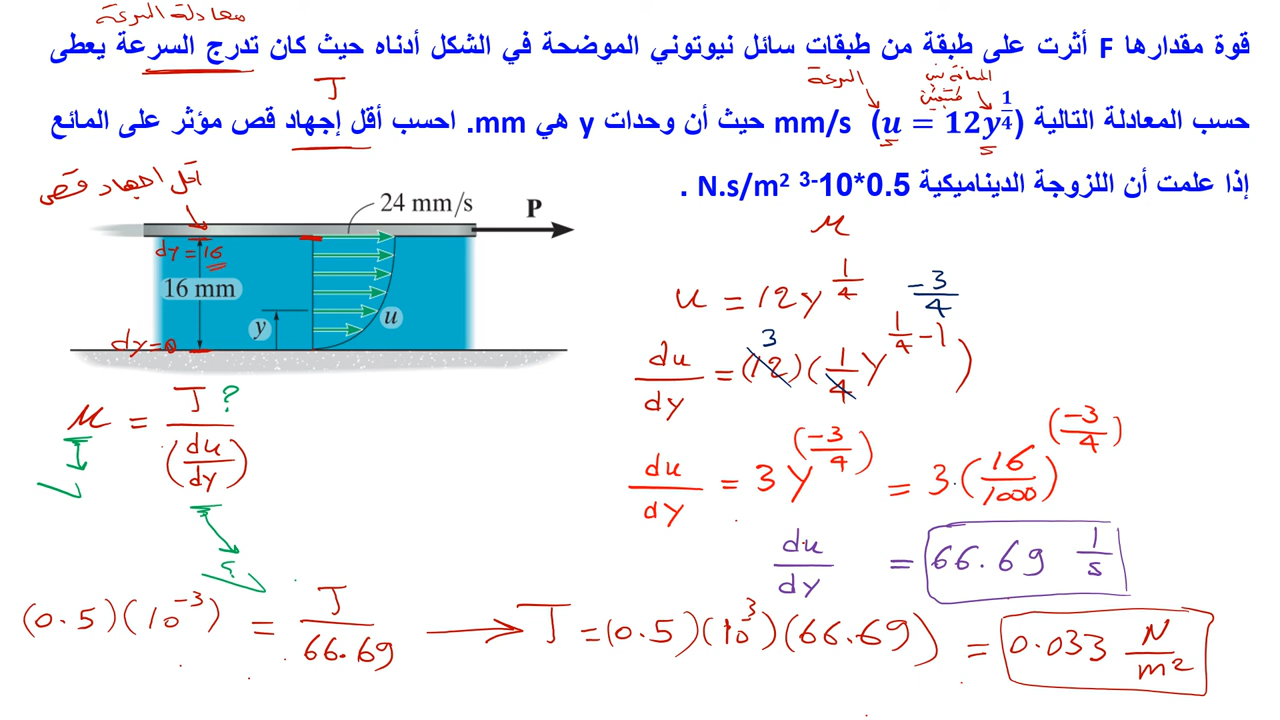 معادلة السرعة
قوة مقدارها F أثرت على طبقة من طبقات سائل نيوتوني الموضحة في الشكل أدناه حيث كان تدرج السرعة يعطى
τ
السرعة
المسافة بين
طبقتين
حسب المعادلة التالية (u = 12y^{1/4}) mm/s حيث أن وحدات y هي mm. احسب أقل إجهاد قص مؤثر على المائع
إذا علمت أن اللزوجة الديناميكية 0.5*10^{-3} N.s/m² .
μ
أقل اجهاد قص
24 mm/s
P
dy = 16
16 mm
y
u
dy = 0
u = 12y^{1/4}
-3/4
3
du/dy = (12)(1/4 y^{1/4 - 1})
du/dy = 3y^{(-3/4)} = 3.(16/1000)^{(-3/4)}
du/dy = 66.69 1/s
μ = τ ? / (du/dy)
؟
(0.5)(10^{-3}) = τ/66.69 → τ = (0.5)(10^{-3})(66.69) = 0.033 N/m²